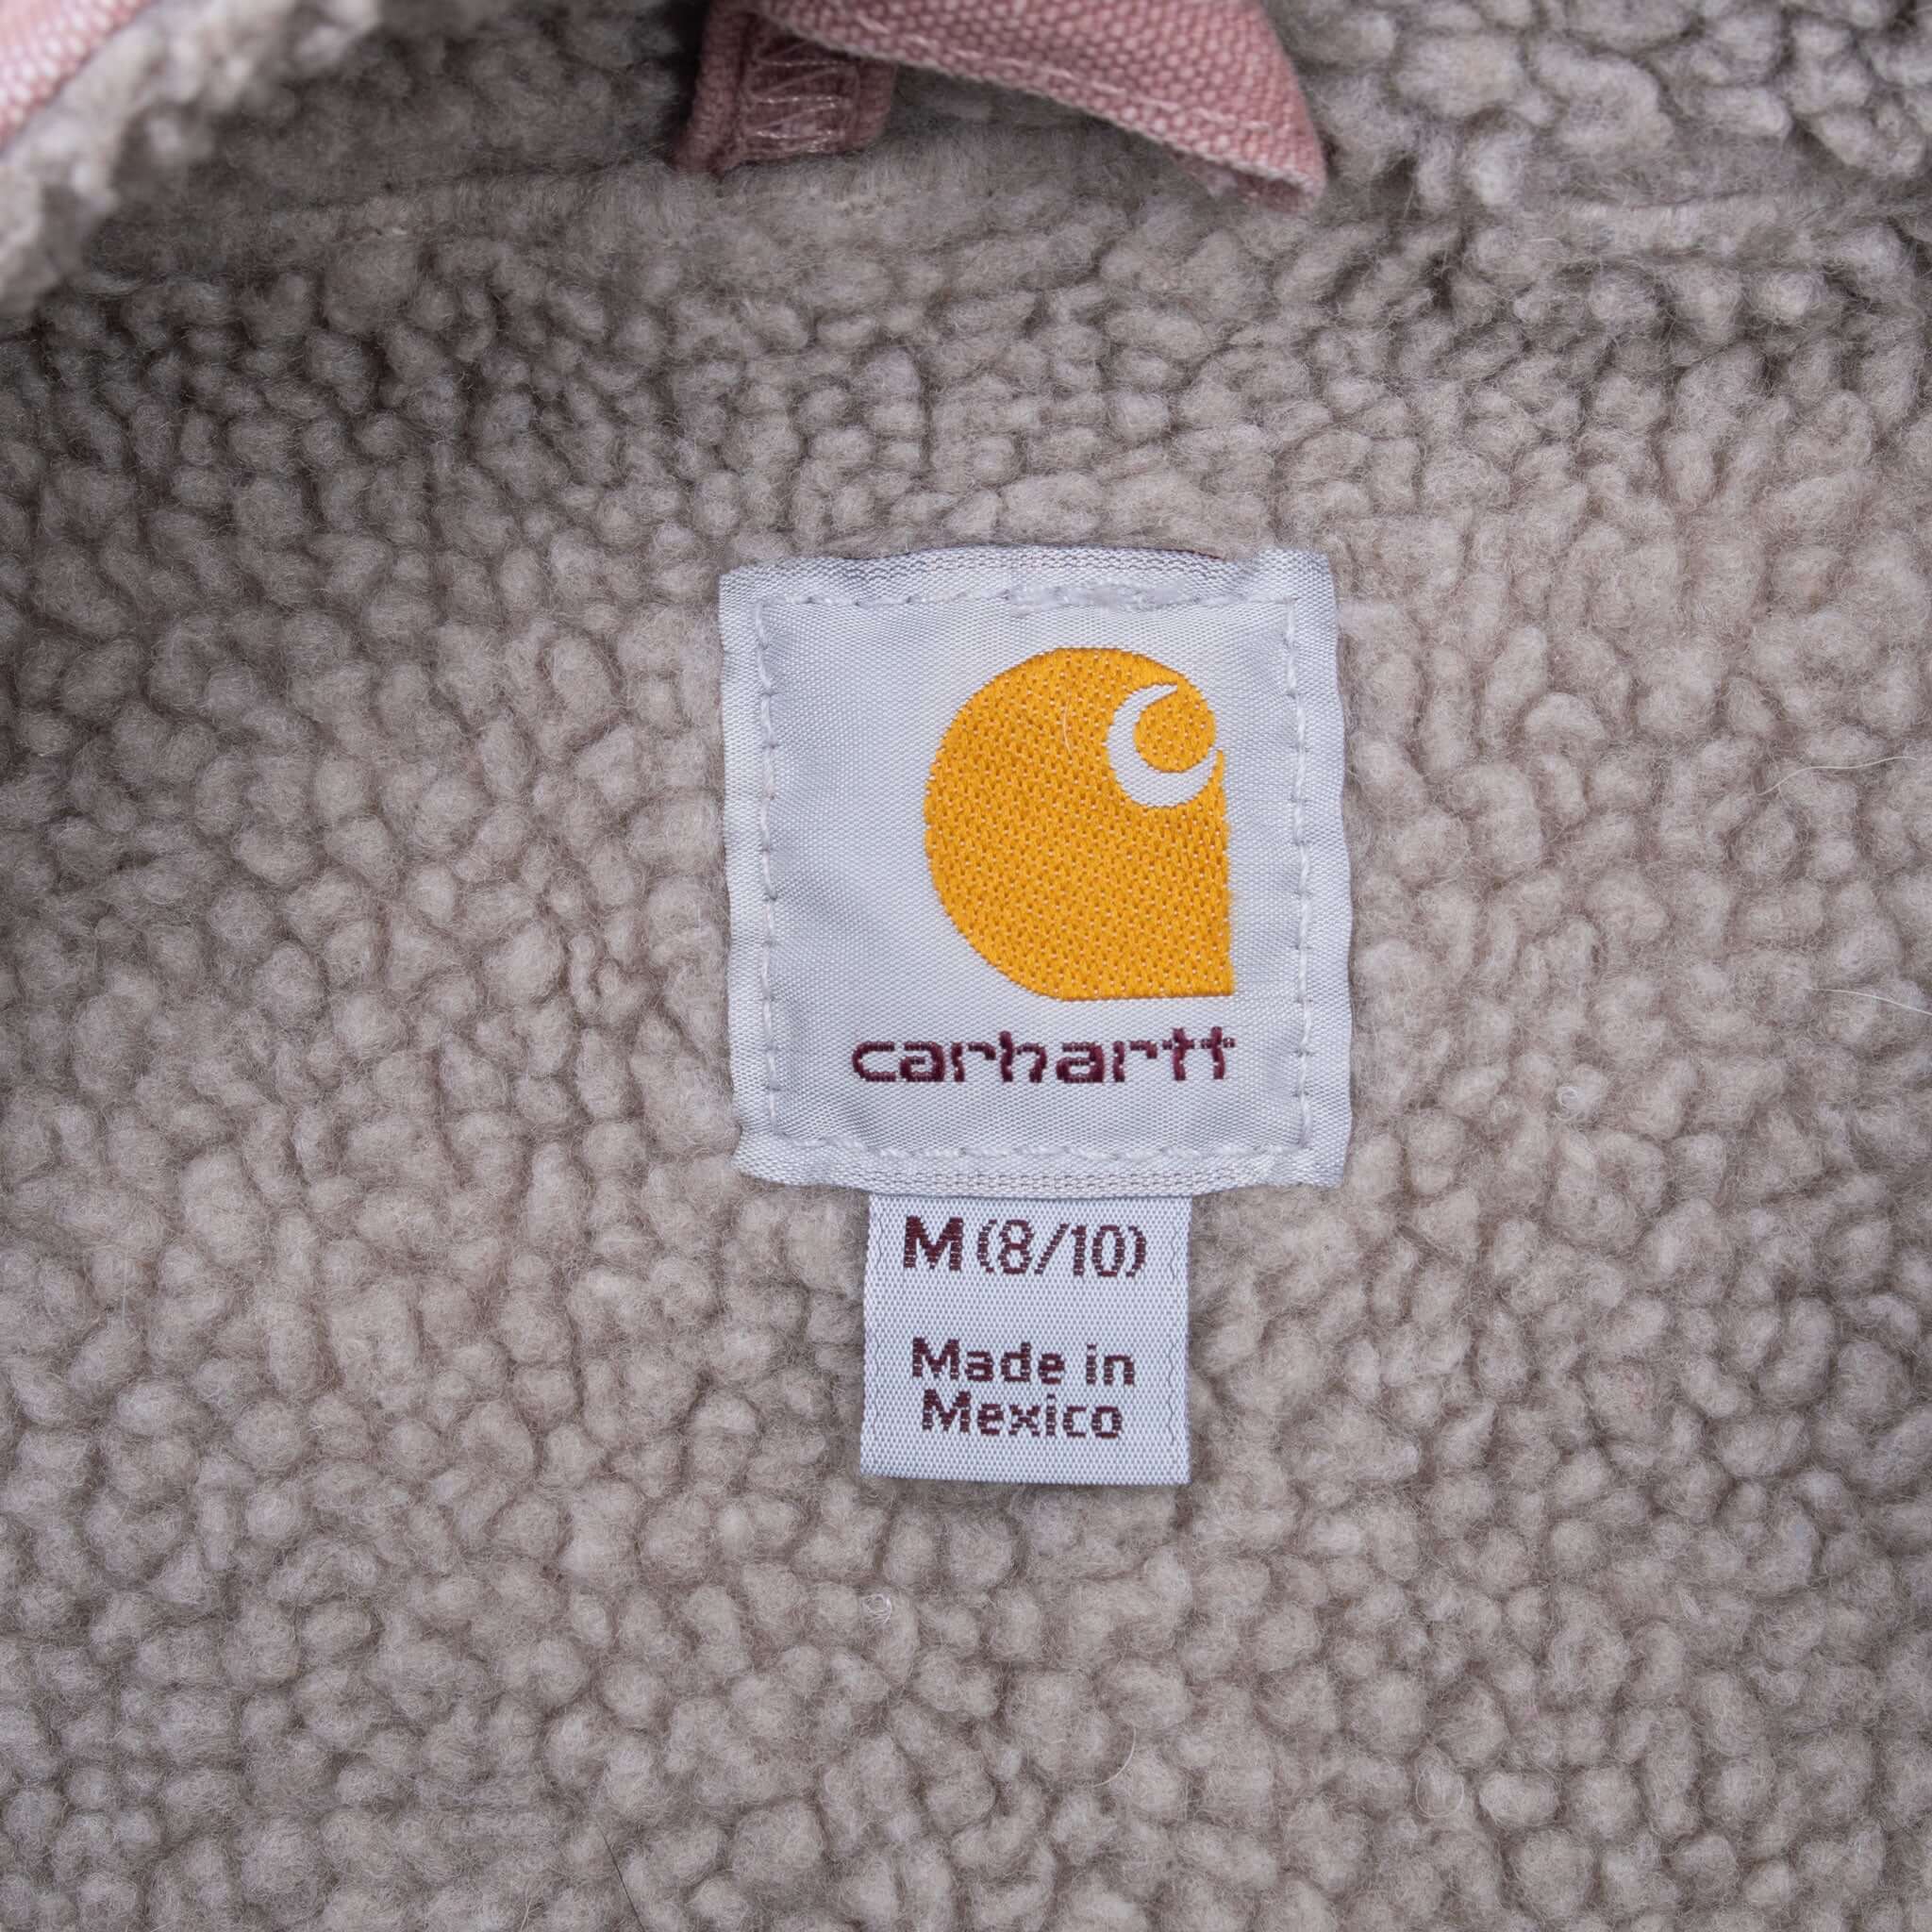 carhartt
M (8/10)
Made in
Mexico